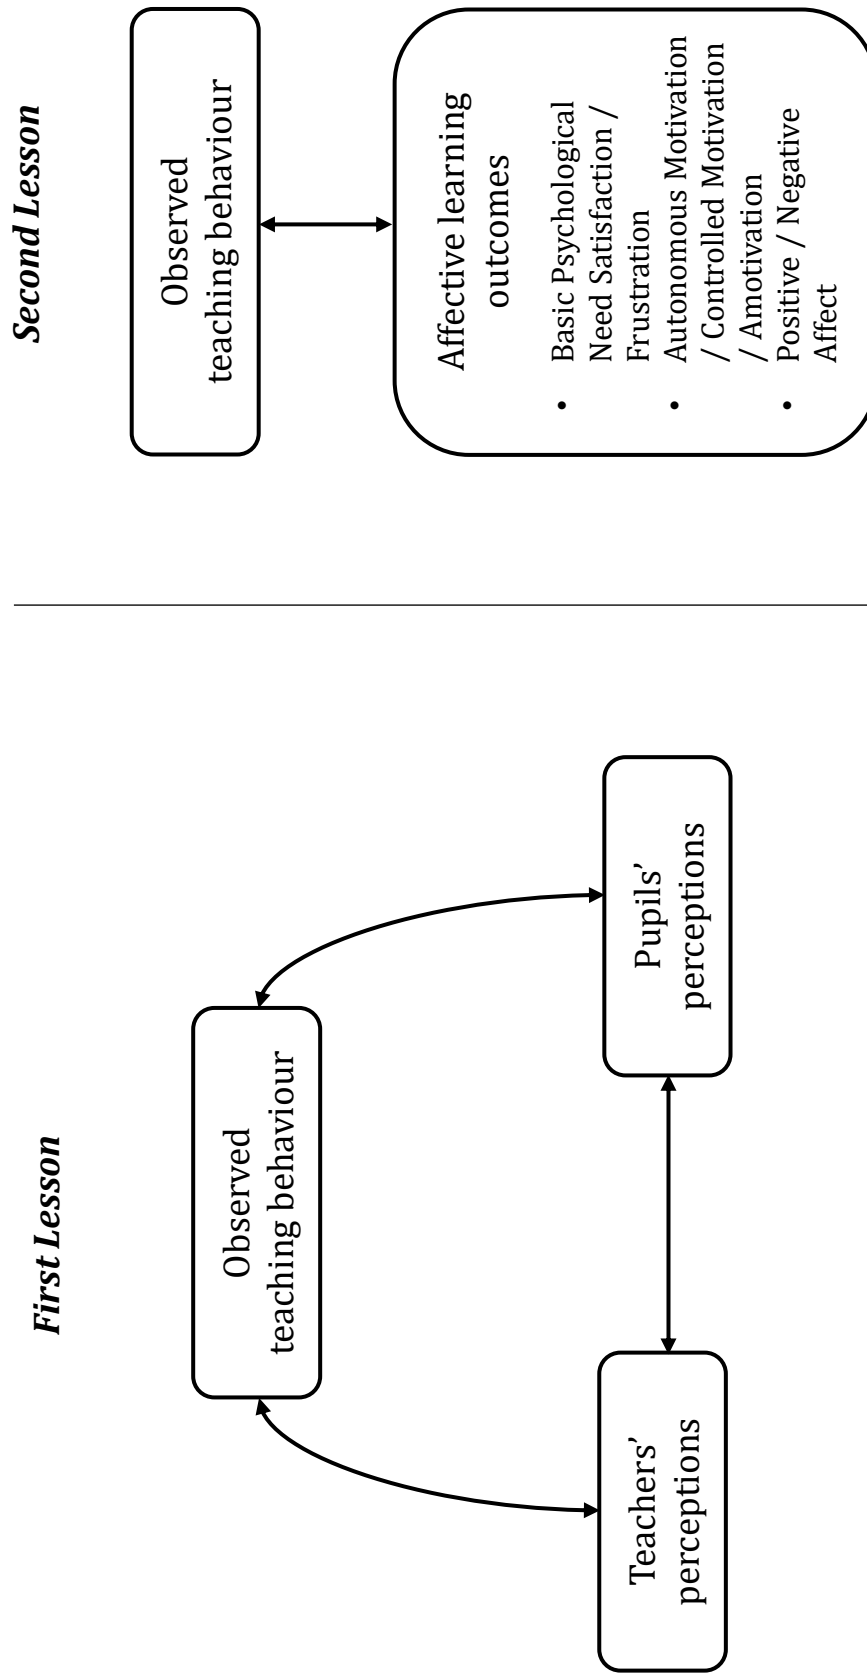 First Lesson
Observed
teaching behaviour
Teachers’
perceptions
Pupils’
perceptions
Second Lesson
Observed
teaching behaviour
Affective learning
outcomes
• Basic Psychological
Need Satisfaction /
Frustration
• Autonomous Motivation
/ Controlled Motivation
/ Amotivation
• Positive / Negative
Affect